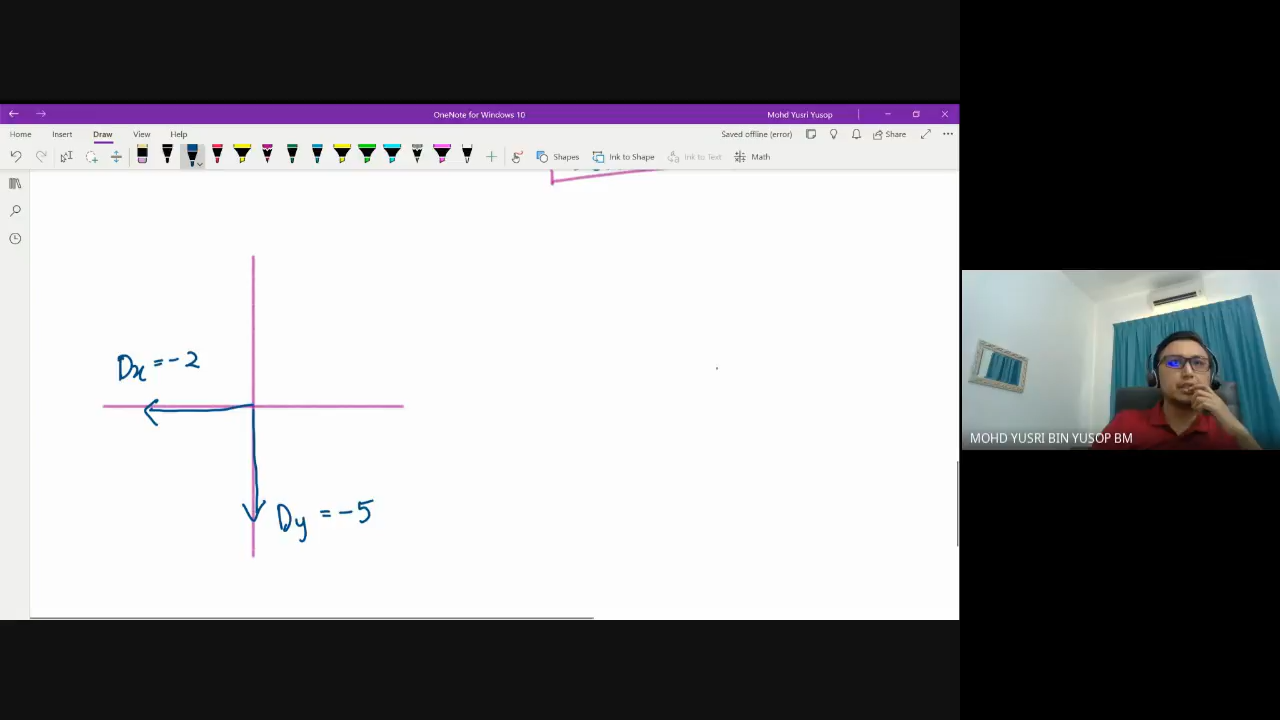 OneNote for Windows 10
Mohd Yusri Yusop
Home Insert Draw View Help
Saved offline (error)
Share
Shapes
Ink to Shape
Ink to Text
Math
Dx = -2
Dy = -5
MOHD YUSRI BIN YUSOP BM